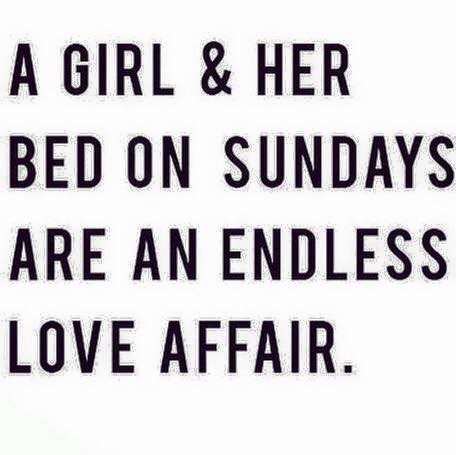 A GIRL & HER
BED ON SUNDAYS
ARE AN ENDLESS
LOVE AFFAIR.